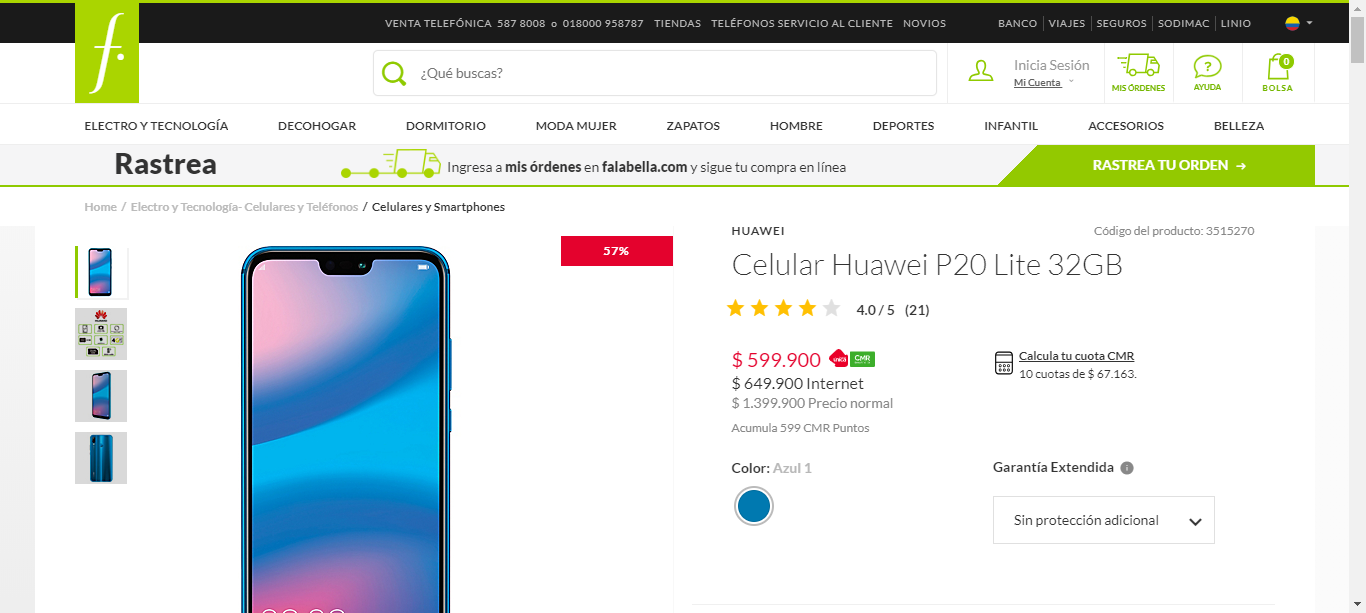 VENTA TELEFÓNICA 587 8008 o 018000 958787 TIENDAS TELÉFONOS SERVICIO AL CLIENTE NOVIOS BANCO VIAJES SEGUROS SODIMAC LINIO
f.
¿Qué buscas?
Inicia Sesión
Mi Cuenta
MIS ÓRDENES
AYUDA
0
BOLSA
ELECTRO Y TECNOLOGÍA DECOHOGAR DORMITORIO MODA MUJER ZAPATOS HOMBRE DEPORTES INFANTIL ACCESORIOS BELLEZA
Rastrea Ingresa a mis órdenes en falabella.com y sigue tu compra en línea RASTREA TU ORDEN →
Home / Electro y Tecnología- Celulares y Teléfonos / Celulares y Smartphones
57%
HUAWEI Código del producto: 3515270
Celular Huawei P20 Lite 32GB
4.0 / 5 (21)
$ 599.900 CMR
$ 649.900 Internet
$ 1.399.900 Precio normal
Acumula 599 CMR Puntos
Calcula tu cuota CMR
10 cuotas de $ 67.163.
Color: Azul 1
Garantía Extendida
Sin protección adicional